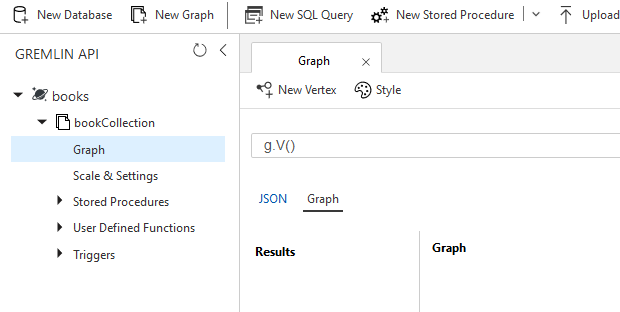 New Database New Graph New SQL Query New Stored Procedure Upload
GREMLIN API
Graph
New Vertex Style
books
bookCollection
Graph
Scale & Settings
Stored Procedures
User Defined Functions
Triggers
g.V()
JSON Graph
Results Graph